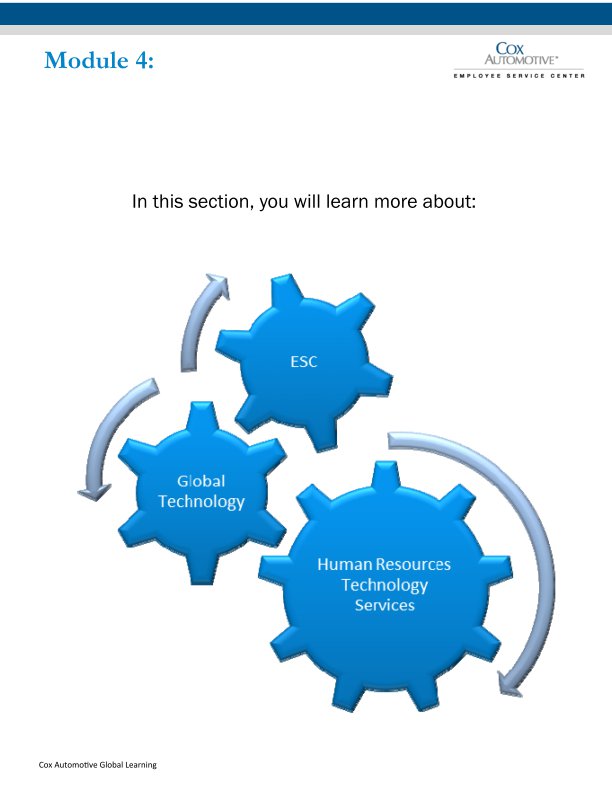 Module 4:
COX
AUTOMOTIVE
EMPLOYEE SERVICE CENTER
In this section, you will learn more about:
ESC
Global
Technology
Human Resources
Technology
Services
Cox Automotive Global Learning